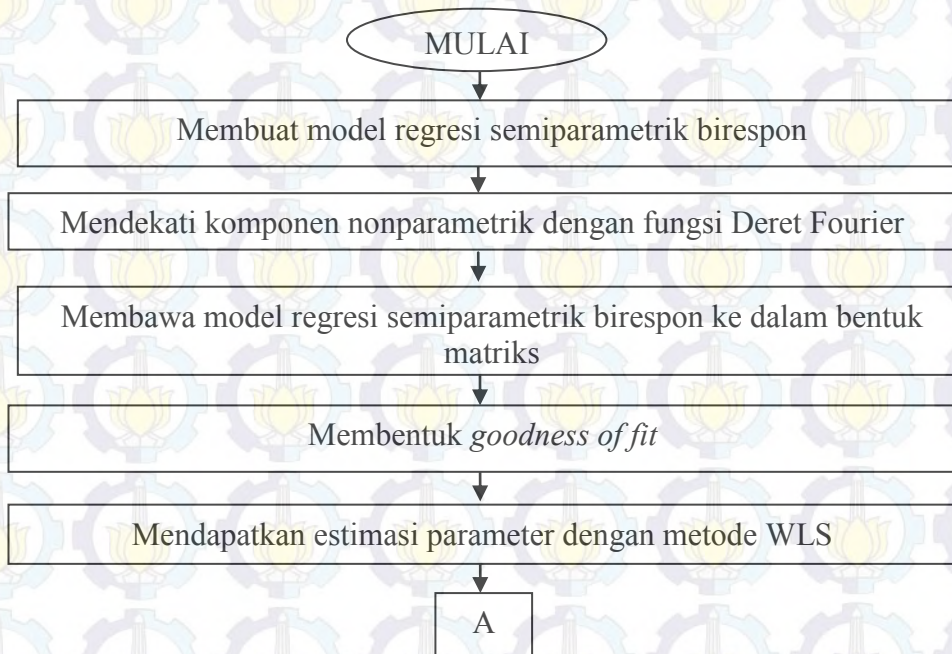 MULAI
Membuat model regresi semiparametrik birespon
Mendekati komponen nonparametrik dengan fungsi Deret Fourier
Membawa model regresi semiparametrik birespon ke dalam bentuk
matriks
Membentuk goodness of fit
Mendapatkan estimasi parameter dengan metode WLS
A